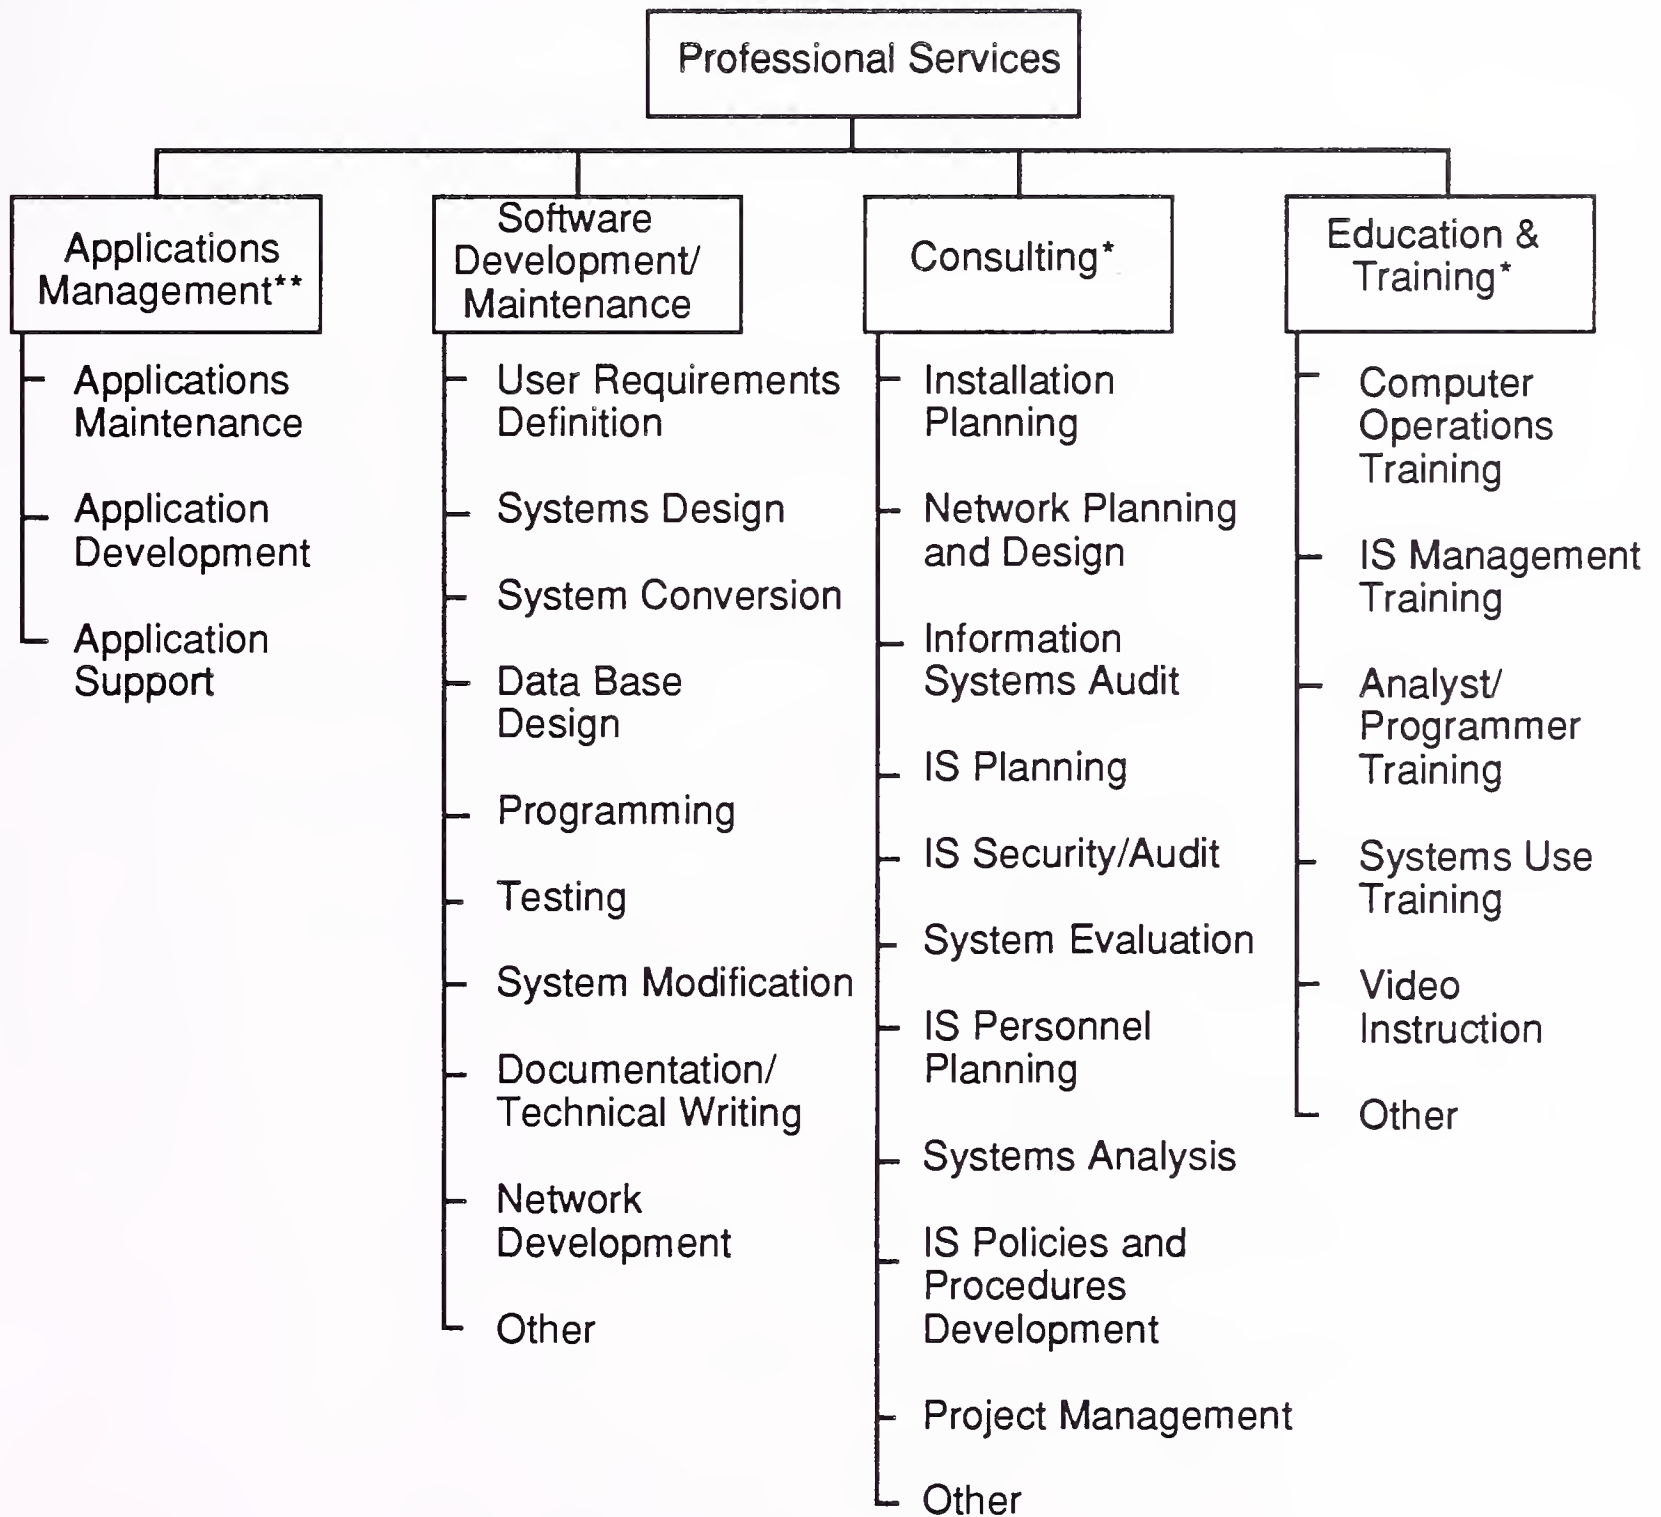 Professional Services
Applications
Management**
Applications
Maintenance
Application
Development
Application
Support
Software
Development/
Maintenance
User Requirements
Definition
Systems Design
System Conversion
Data Base
Design
Programming
Testing
System Modification
Documentation/
Technical Writing
Network
Development
Other
Consulting*
Installation
Planning
Network Planning
and Design
Information
Systems Audit
IS Planning
IS Security/Audit
System Evaluation
IS Personnel
Planning
Systems Analysis
IS Policies and
Procedures
Development
Project Management
Other
Education &
Training*
Computer
Operations
Training
IS Management
Training
Analyst/
Programmer
Training
Systems Use
Training
Video
Instruction
Other